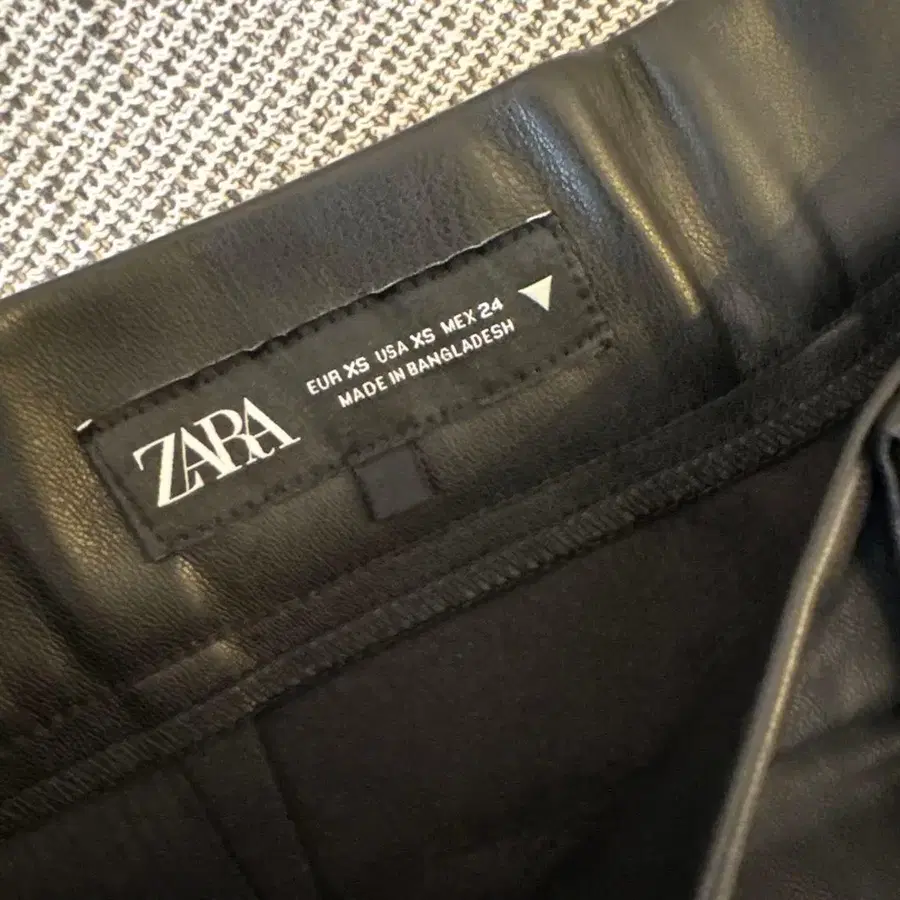 ZARA
EUR XS USA XS MEX 24
MADE IN BANGLADESH